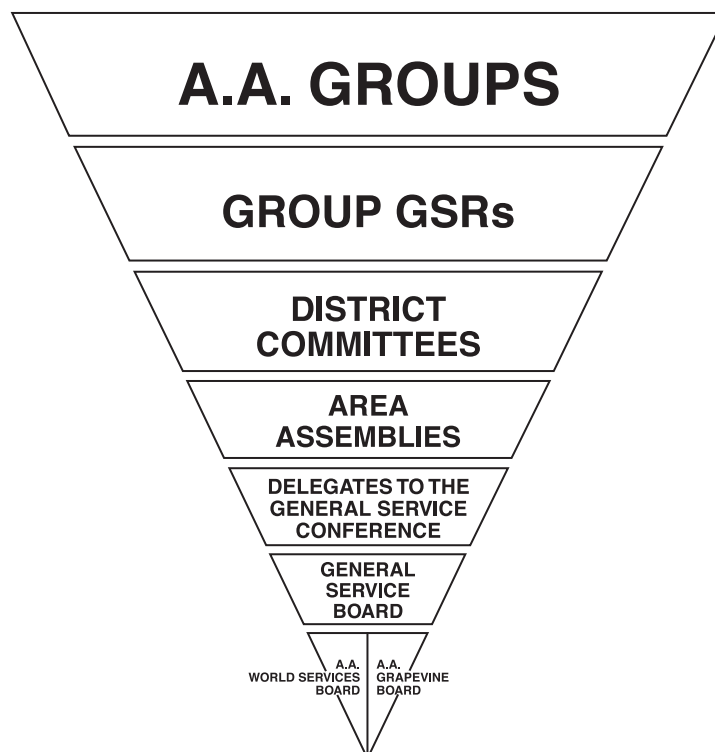 A.A. GROUPS
GROUP GSRs
DISTRICT
COMMITTEES
AREA
ASSEMBLIES
DELEGATES TO THE
GENERAL SERVICE
CONFERENCE
GENERAL
SERVICE
BOARD
A.A.
WORLD SERVICES
BOARD
A.A.
GRAPEVINE
BOARD